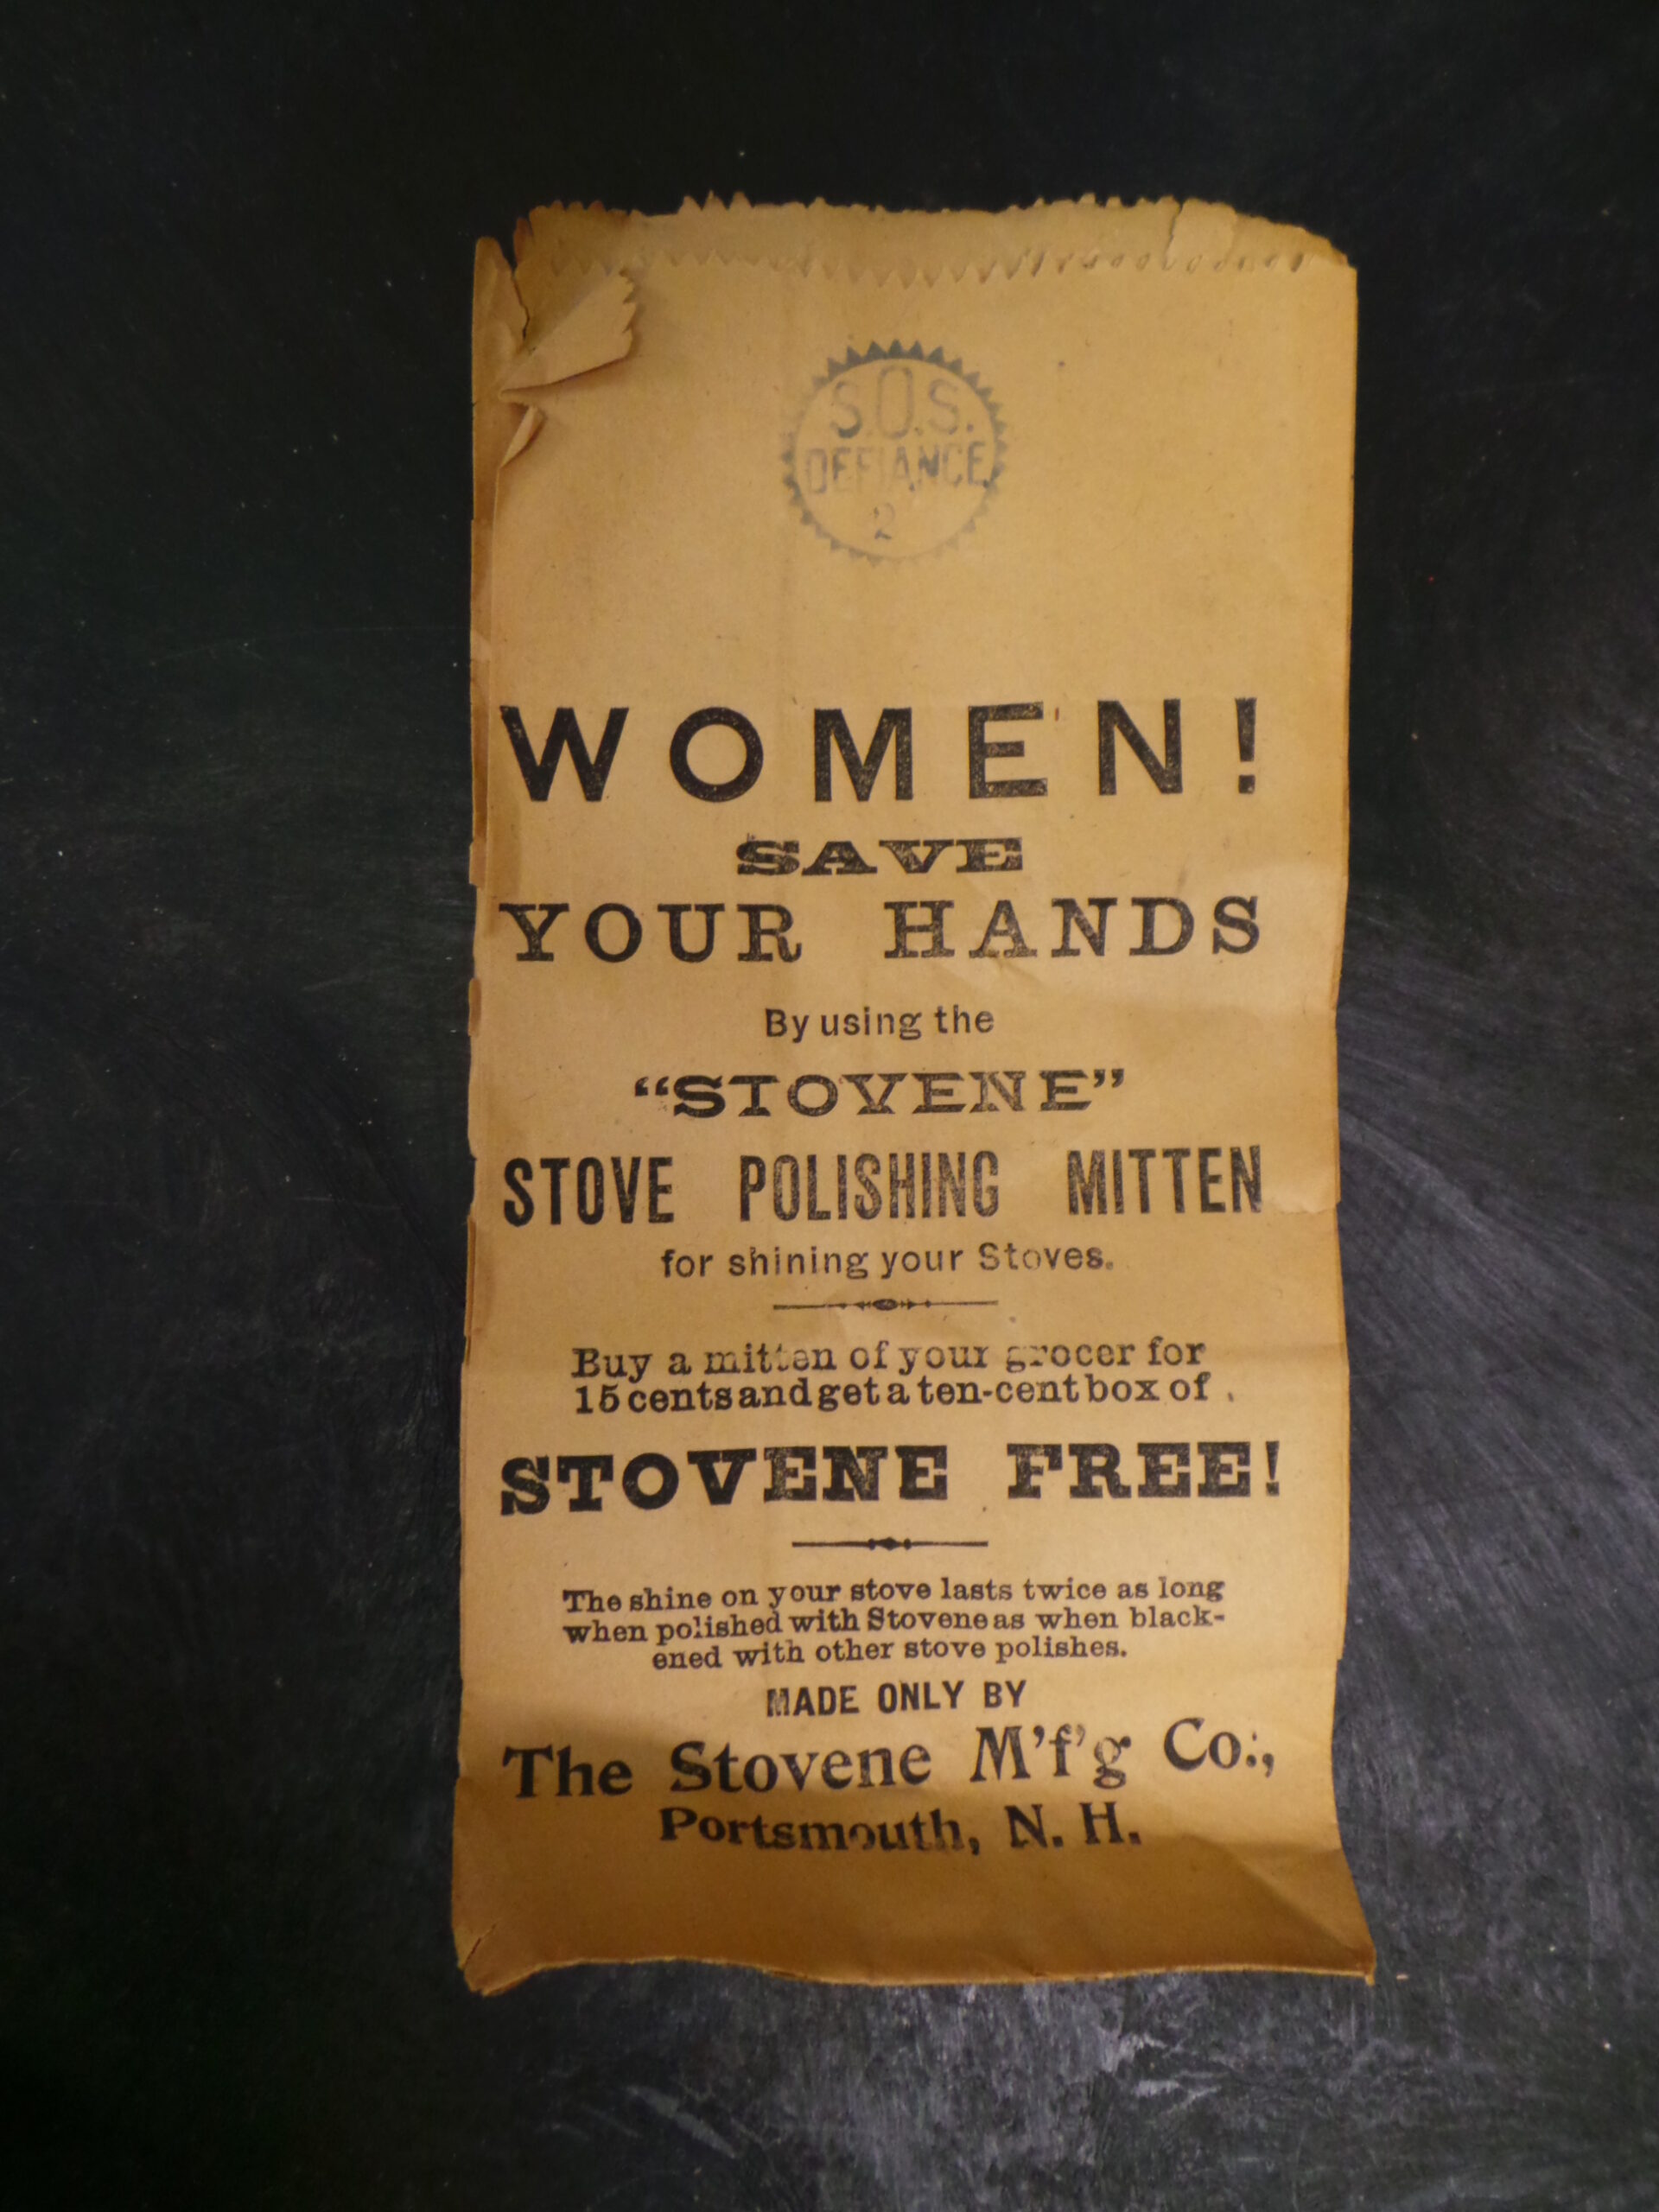 S.O.S.
DEFIANCE
2
WOMEN!
SAVE
YOUR HANDS
By using the
“STOVENE”
STOVE POLISHING MITTEN
for shining your Stoves.
Buy a mitten of your grocer for
15 cents and get a ten-cent box of
STOVENE FREE!
The shine on your stove lasts twice as long
when polished with Stovene as when black-
ened with other stove polishes.
MADE ONLY BY
The Stovene M'f'g Co.,
Portsmouth, N. H.